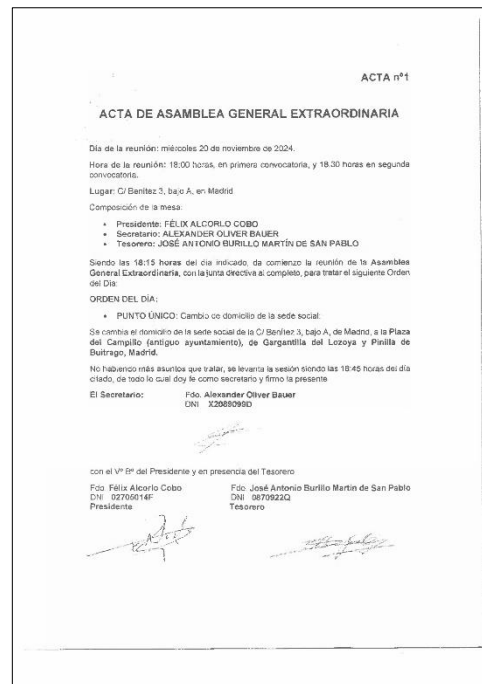 ACTA nº1
ACTA DE ASAMBLEA GENERAL EXTRAORDINARIA
Día de la reunión: miércoles 20 de noviembre de 2024.
Hora de la reunión: 18:00 horas, en primera convocatoria, y 18.30 horas en segunda
convocatoria.
Lugar: C/ Benítez 3, bajo A, en Madrid
Composición de la mesa:
• Presidente: FÉLIX ALCORLO COBO
• Secretario: ALEXANDER OLIVER BAUER
• Tesorero: JOSÉ ANTONIO BURILLO MARTÍN DE SAN PABLO
Siendo las 18:15 horas del día indicado, da comienzo la reunión de la Asamblea
General Extraordinaria, con la junta directiva al completo, para tratar el siguiente Orden
del Día:
ORDEN DEL DÍA:
• PUNTO ÚNICO: Cambio de domicilio de la sede social:
Se cambia el domicilio de la sede social de la C/ Benítez 3, bajo A, de Madrid, a la Plaza
del Campillo (antiguo ayuntamiento), de Gargantilla del Lozoya y Pinilla de
Buitrago, Madrid.
No habiendo más asuntos que tratar, se levanta la sesión siendo las 18:45 horas del día
citado, de todo lo cual doy fe como secretario y firmo la presente
El Secretario: Fdo. Alexander Oliver Bauer
DNI X2089099D
con el Vº Bº del Presidente y en presencia del Tesorero
Fdo. Félix Alcorlo Cobo Fdo. José Antonio Burillo Martín de San Pablo
DNI 02705014F DNI 0870922Q
Presidente Tesorero